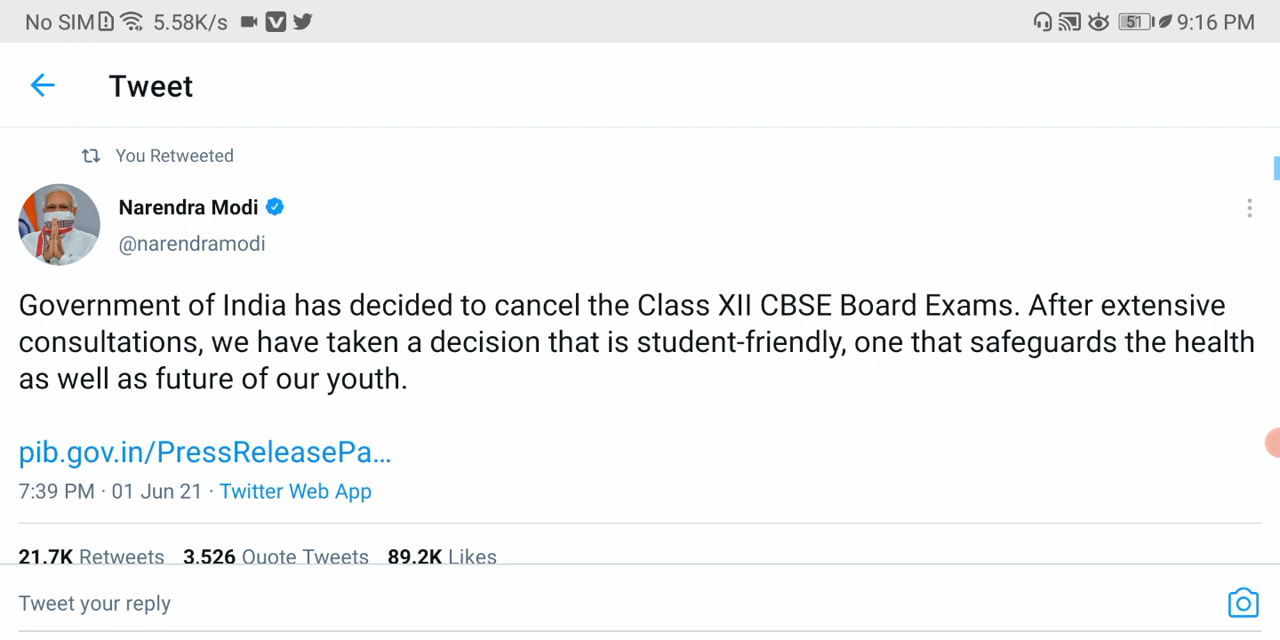 No SIM 5.58K/s 51 9:16 PM
Tweet
You Retweeted
Narendra Modi
@narendramodi
Government of India has decided to cancel the Class XII CBSE Board Exams. After extensive
consultations, we have taken a decision that is student-friendly, one that safeguards the health
as well as future of our youth.
pib.gov.in/PressReleasePa...
7:39 PM · 01 Jun 21 · Twitter Web App
21.7K Retweets 3,526 Quote Tweets 89.2K Likes
Tweet your reply